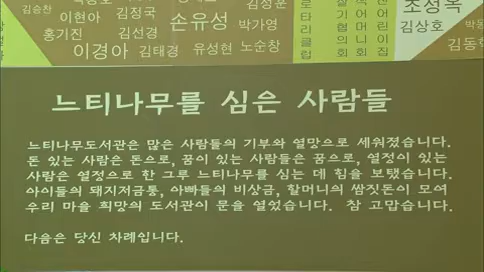 김승찬
이현아 김정국
홍기진 김선경 손유성 박가영
이경아 김태경 유성현 노순창
조성옥
김상호
느티나무를 심은 사람들
느티나무도서관은 많은 사람들의 기부와 열망으로 세워졌습니다.
돈 있는 사람은 돈으로, 꿈이 있는 사람들은 꿈으로, 열정이 있는
사람은 열정으로 한 그루 느티나무를 심는 데 힘을 보탰습니다.
아이들의 돼지저금통, 아빠들의 비상금, 할머니의 쌈짓돈이 모여
우리 마을 희망의 도서관이 문을 열었습니다. 참 고맙습니다.
다음은 당신 차례입니다.